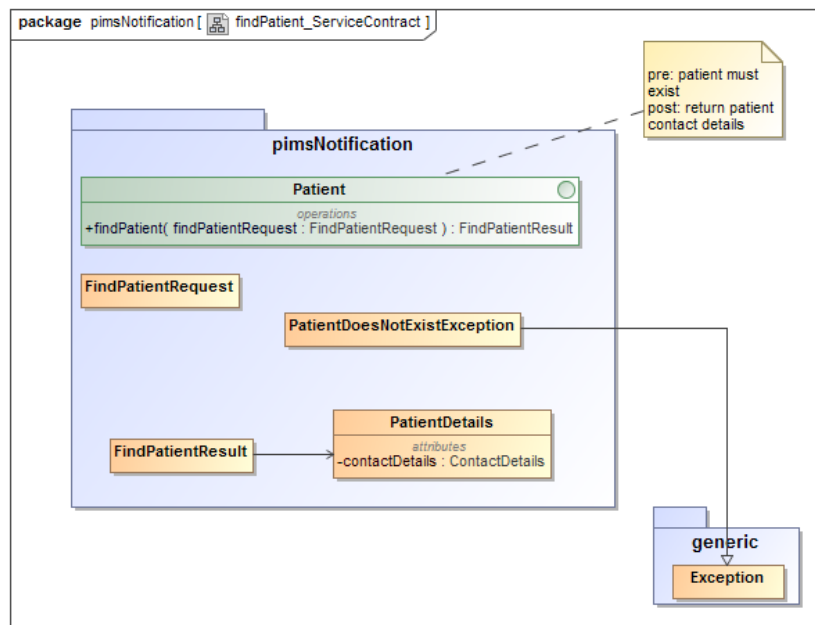 package pimsNotification [ findPatient_ServiceContract ]
pre: patient must
exist
post: return patient
contact details
pimsNotification
Patient
operations
+findPatient( findPatientRequest : FindPatientRequest ) : FindPatientResult
FindPatientRequest
PatientDoesNotExistException
PatientDetails
attributes
-contactDetails : ContactDetails
FindPatientResult
generic
Exception